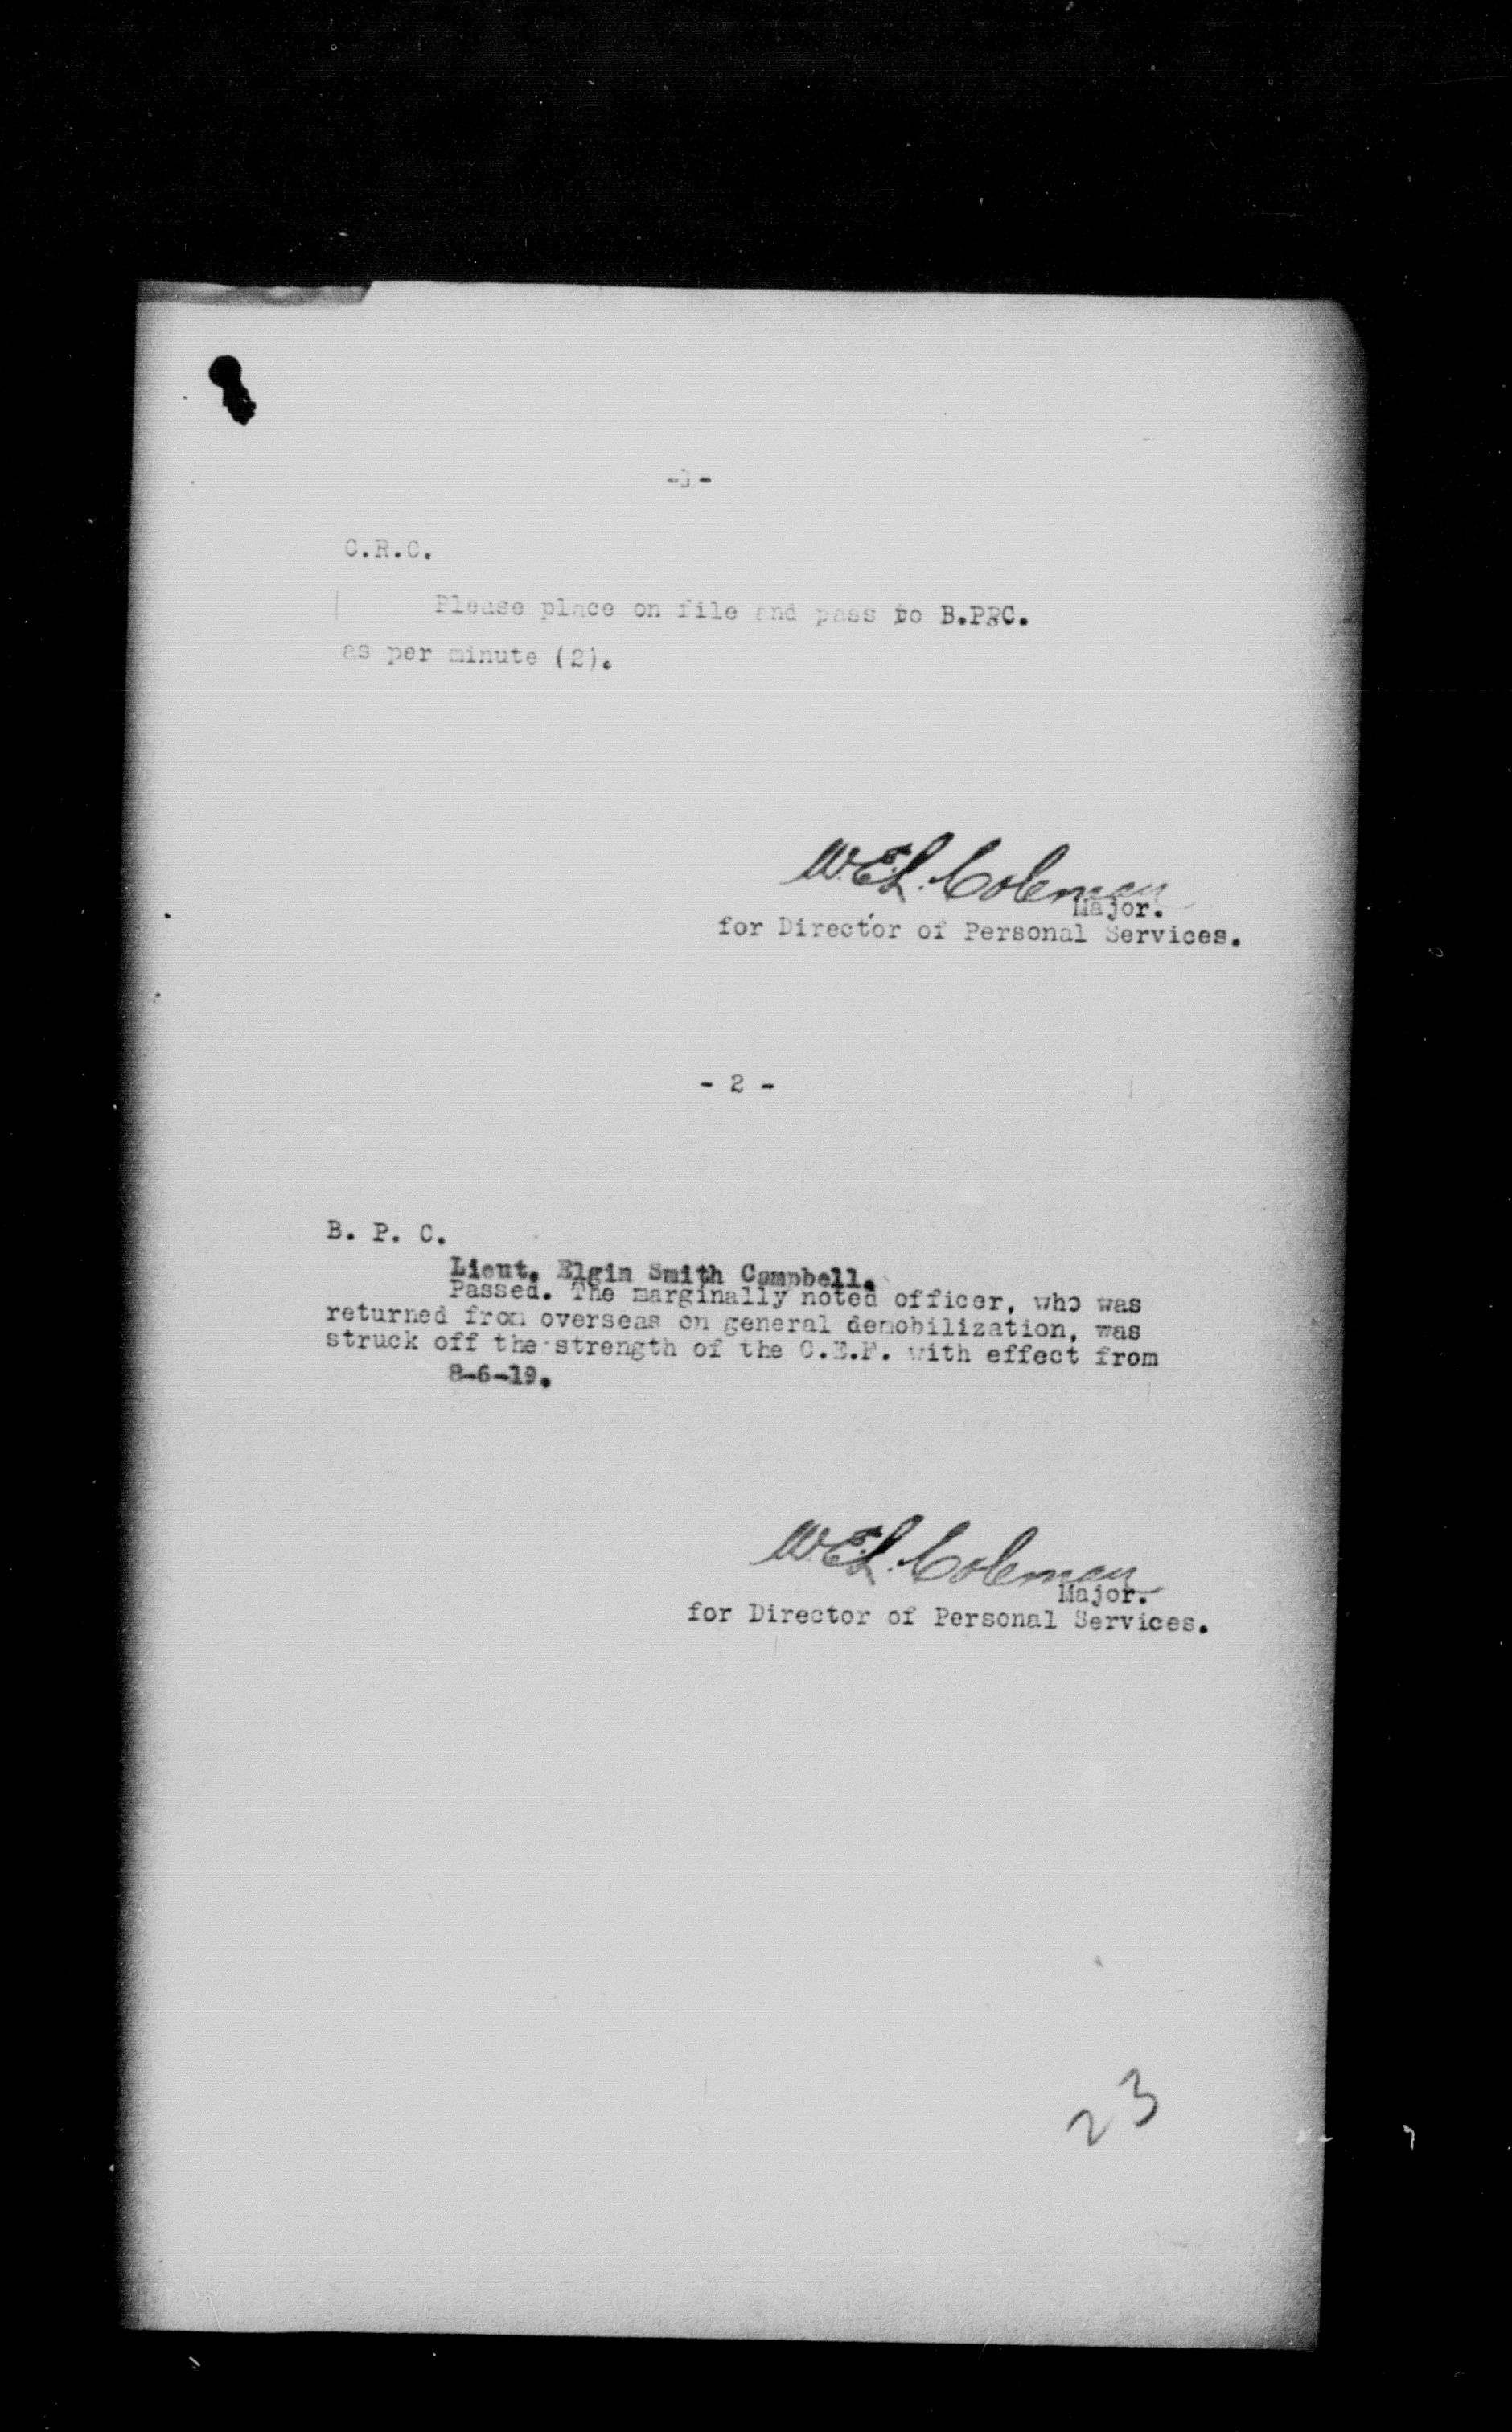 C.R.C.
Please place on file and pass to B.P.C.
as per minute (2).
W.E.L. Coleman
Major.
for Director of Personal Services.
- 2 -
B. P. C.
Lieut. Elgin Smith Campbell.
Passed. The marginally noted officer, who was
returned from overseas on general demobilization, was
struck off the strength of the C.E.F. with effect from
8-6-19.
W.E.L. Coleman
Major.
for Director of Personal Services.
23